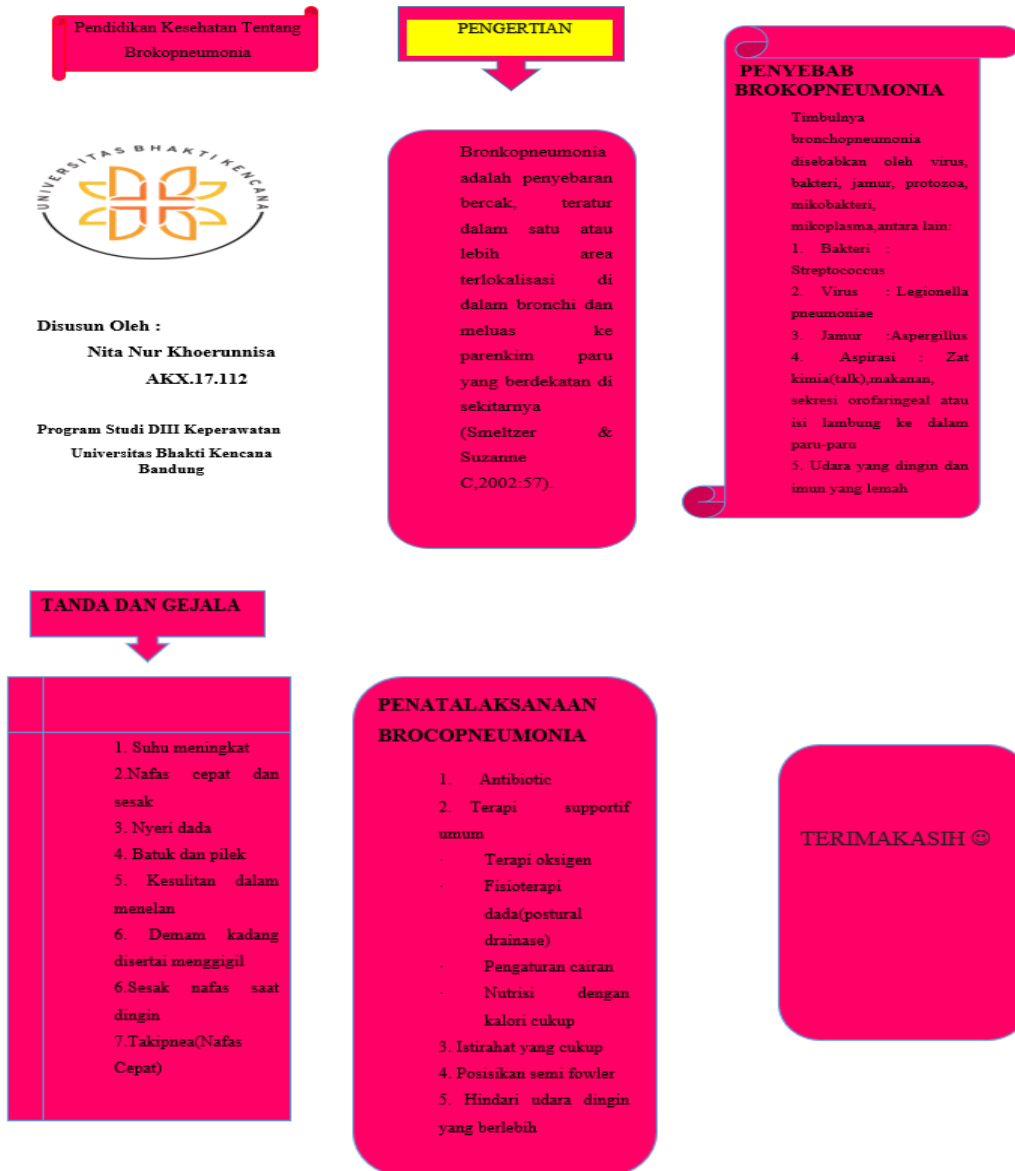 Pendidikan Kesehatan Tentang
Brokopneumonia
UNIVERSITAS BHAKTI KENCANA
Disusun Oleh :
Nita Nur Khoerunnisa
AKX.17.112
Program Studi DIII Keperawatan
Universitas Bhakti Kencana
Bandung
PENGERTIAN
Bronkopneumonia
adalah penyebaran
bercak, teratur
dalam satu atau
lebih area
terlokalisasi di
dalam bronchi dan
meluas ke
parenkim paru
yang berdekatan di
sekitarnya
(Smeltzer &
Suzanne
C,2002:57).
PENYEBAB
BROKOPNEUMONIA
Timbulnya
bronchopneumonia
disebabkan oleh virus,
bakteri, jamur, protozoa,
mikobakteri,
mikoplasma,antara lain:
1. Bakteri :
Streptococcus
2. Virus : Legionella
pneumoniae
3. Jamur :Aspergillus
4. Aspirasi : Zat
kimia(talk),makanan,
sekresi orofaringeal atau
isi lambung ke dalam
paru-paru
5. Udara yang dingin dan
imun yang lemah
TANDA DAN GEJALA
1. Suhu meningkat
2.Nafas cepat dan
sesak
3. Nyeri dada
4. Batuk dan pilek
5. Kesulitan dalam
menelan
6. Demam kadang
disertai menggigil
6.Sesak nafas saat
dingin
7.Takipnea(Nafas
Cepat)
PENATALAKSANAAN
BROCOPNEUMONIA
1. Antibiotic
2. Terapi supportif
umum
· Terapi oksigen
· Fisioterapi
dada(postural
drainase)
· Pengaturan cairan
· Nutrisi dengan
kalori cukup
3. Istirahat yang cukup
4. Posisikan semi fowler
5. Hindari udara dingin
yang berlebih
TERIMAKASIH ☺